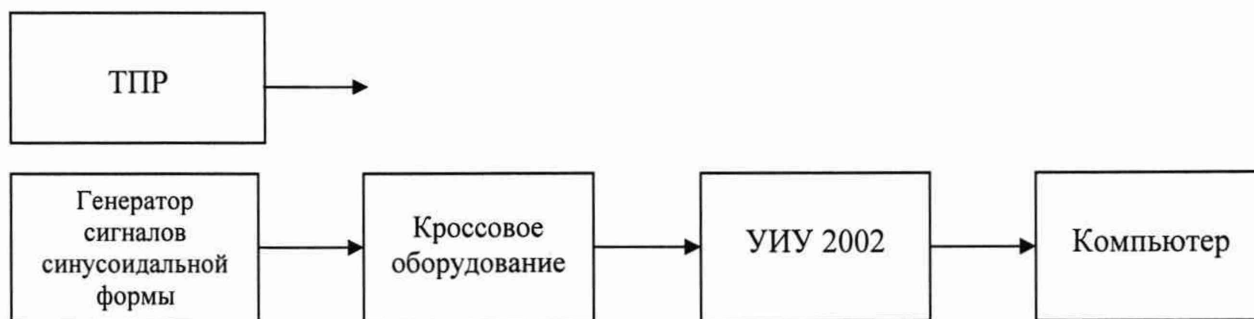 ТПР
Генератор
сигналов
синусоидальной
формы
Кроссовое
оборудование
УИУ 2002
Компьютер